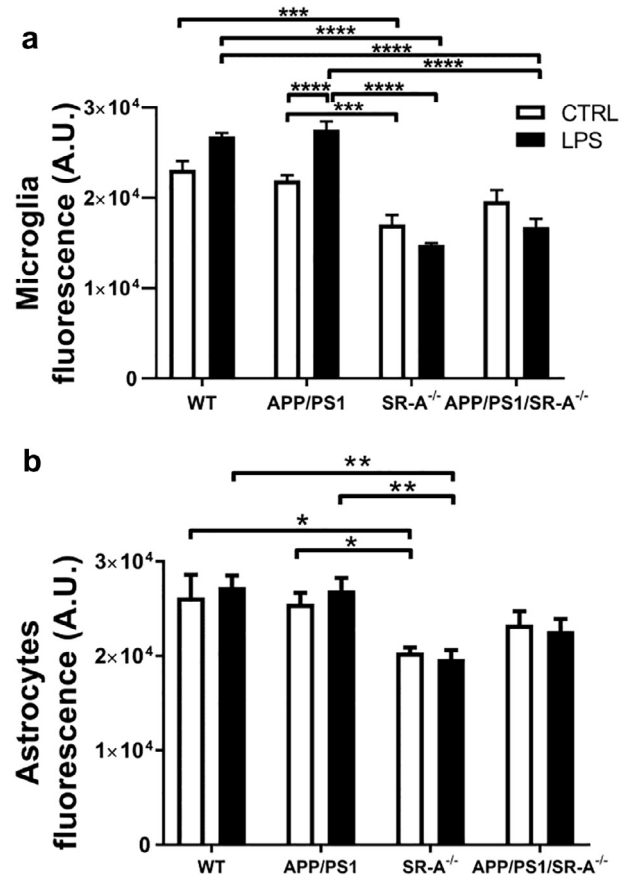 a
***
****
****
****
**** ****
***
CTRL
LPS
Microglia
fluorescence (A.U.)
3×10⁴
2×10⁴
1×10⁴
0
WT APP/PS1 SR-A⁻/⁻ APP/PS1/SR-A⁻/⁻
b
**
**
*
*
Astrocytes
fluorescence (A.U.)
3×10⁴
2×10⁴
1×10⁴
0
WT APP/PS1 SR-A⁻/⁻ APP/PS1/SR-A⁻/⁻